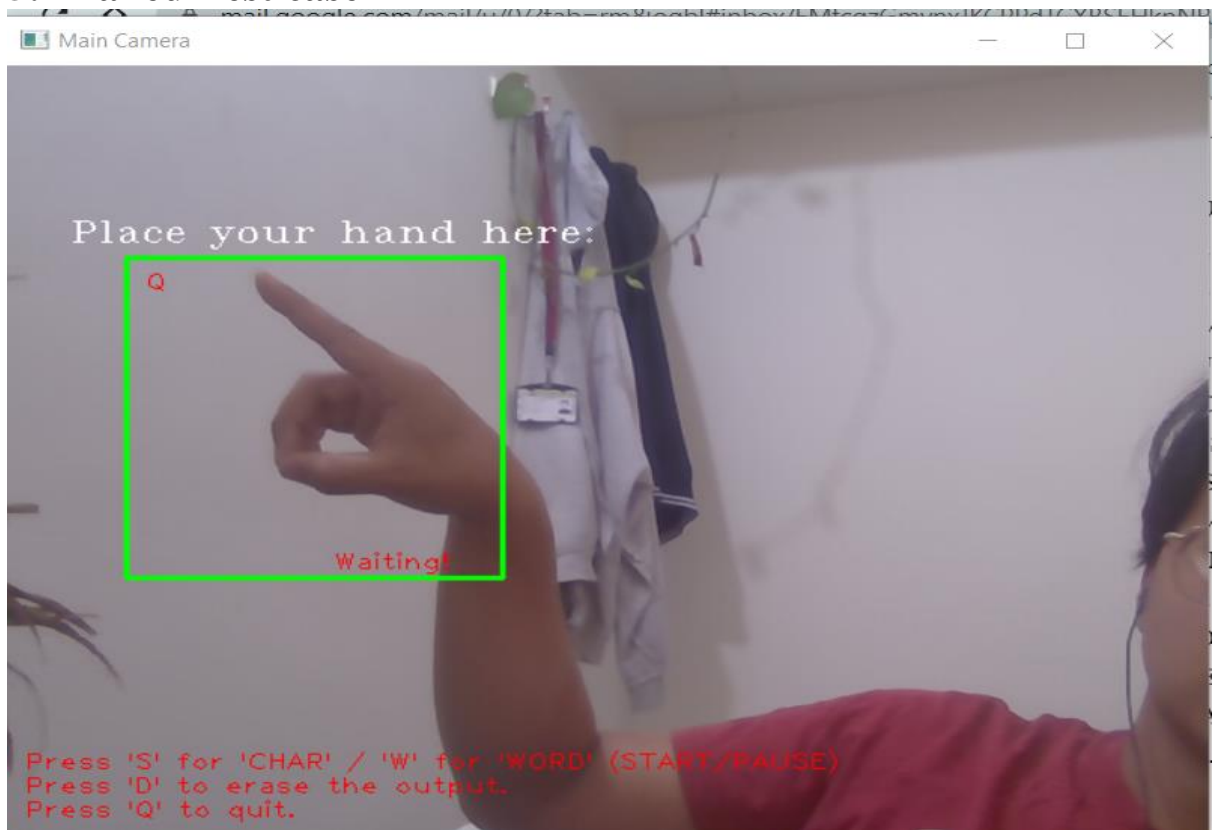 Main Camera
Place your hand here:
Q
Waiting!
Press 'S' for 'CHAR' / 'W' for 'WORD' (START/PAUSE)
Press 'D' to erase the output.
Press 'Q' to quit.